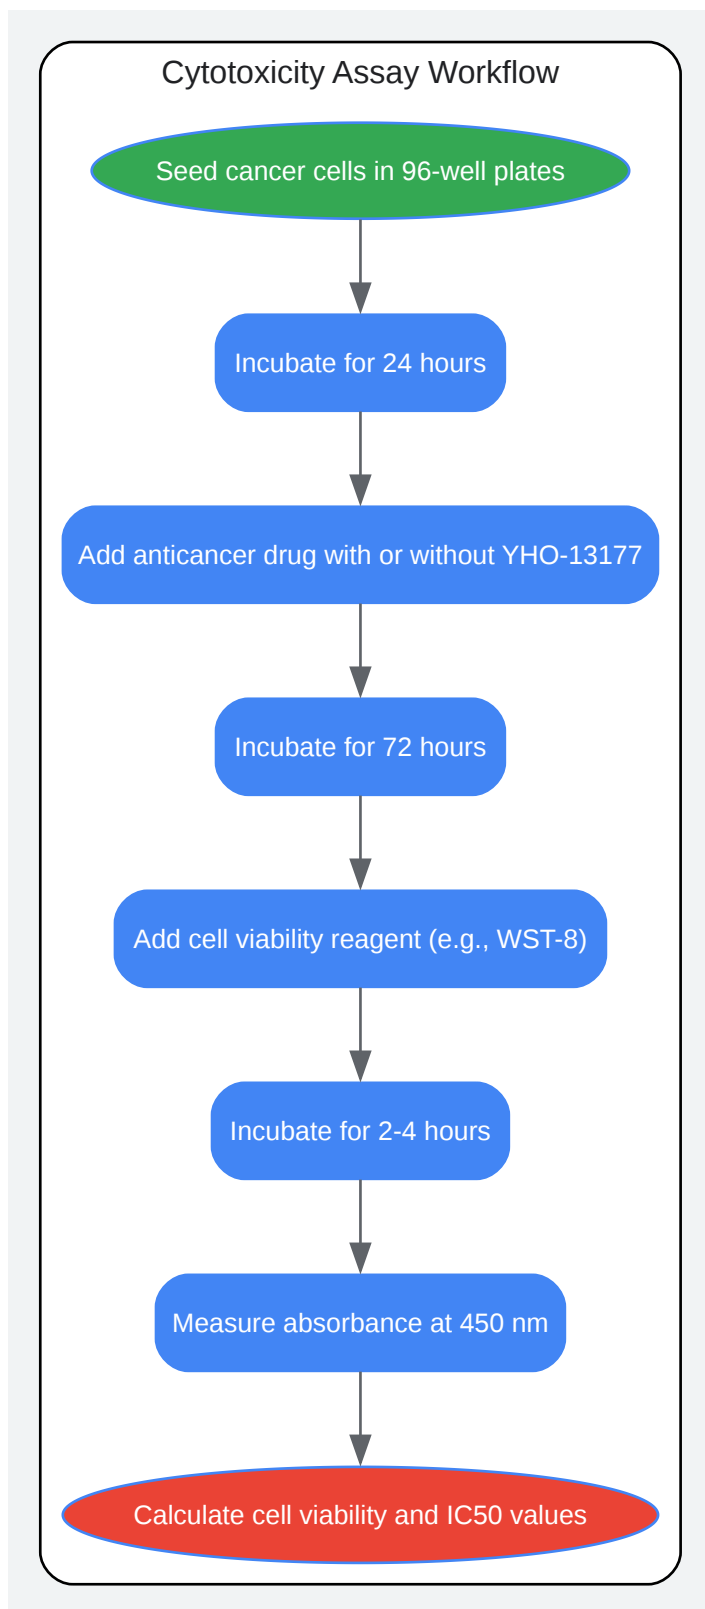 Cytotoxicity Assay Workflow
Seed cancer cells in 96-well plates
Incubate for 24 hours
Add anticancer drug with or without YHO-13177
Incubate for 72 hours
Add cell viability reagent (e.g., WST-8)
Incubate for 2-4 hours
Measure absorbance at 450 nm
Calculate cell viability and IC50 values